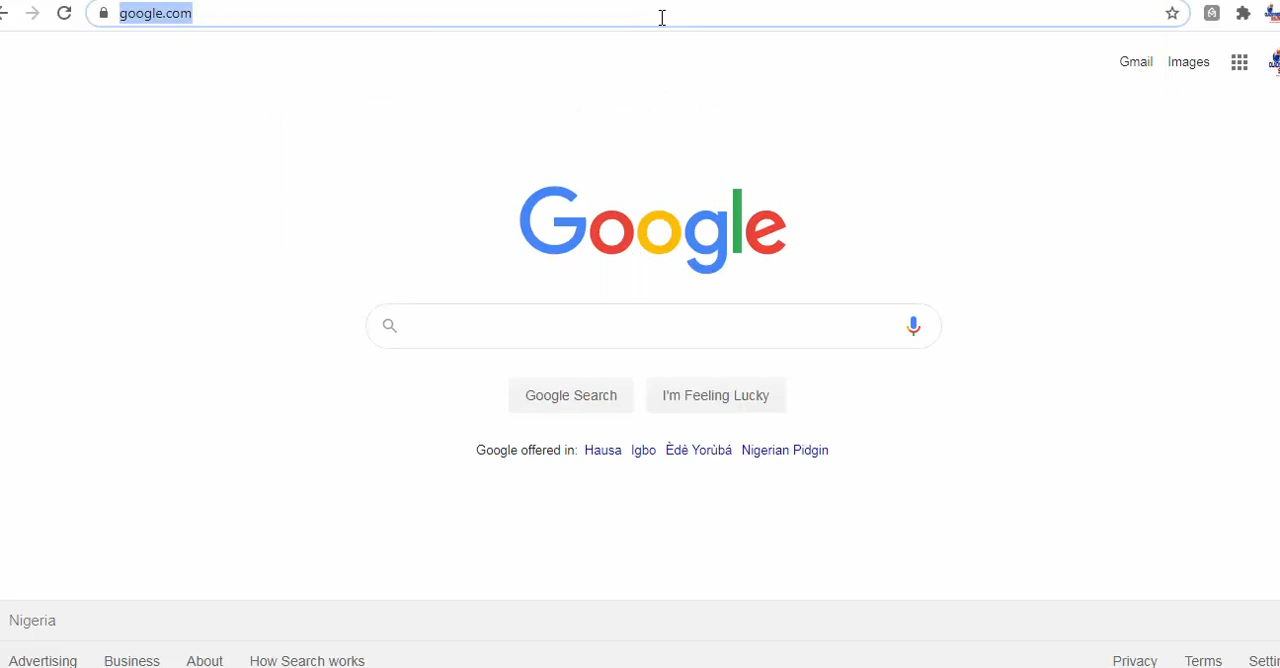 google.com
Gmail Images
Google
Google Search I'm Feeling Lucky
Google offered in: Hausa Igbo Èdè Yorùbá Nigerian Pidgin
Nigeria
Advertising Business About How Search works Privacy Terms